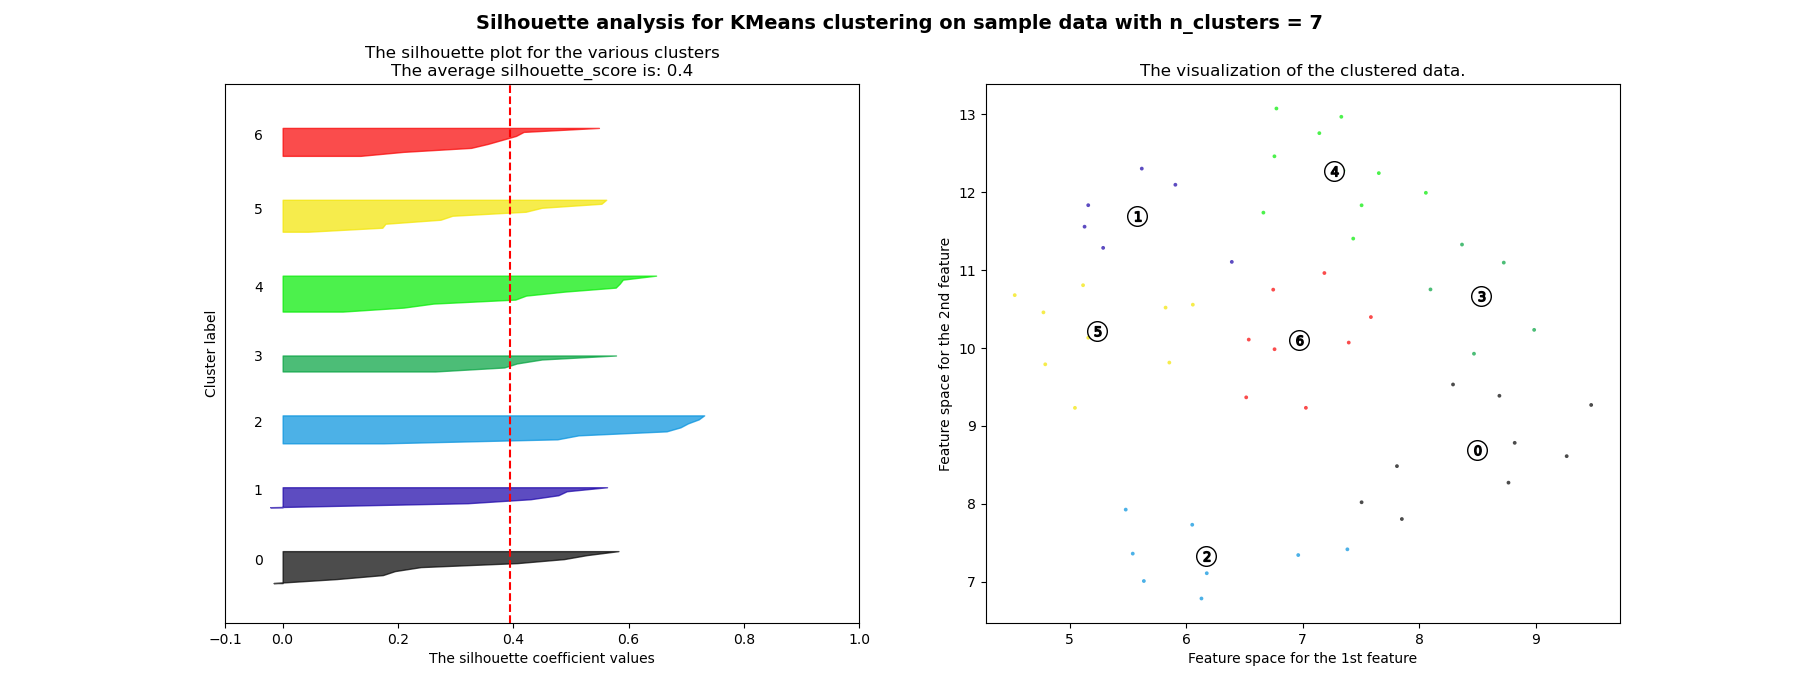 Silhouette analysis for KMeans clustering on sample data with n_clusters = 7
The silhouette plot for the various clusters
The average silhouette_score is: 0.4
6
5
4
3
2
1
0
Cluster label
−0.1 0.0 0.2 0.4 0.6 0.8 1.0
The silhouette coefficient values
The visualization of the clustered data.
13
12
11
10
9
8
7
Feature space for the 2nd feature
4
1
3
5
6
0
2
5 6 7 8 9
Feature space for the 1st feature